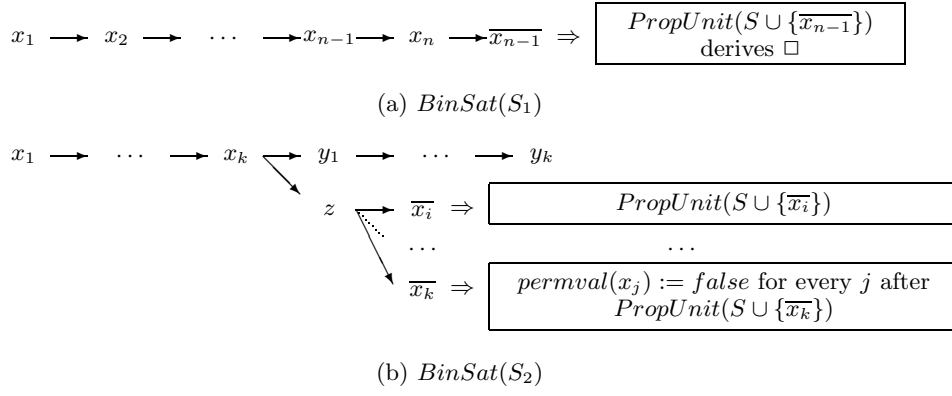 x₁ → x₂ → ⋯ → xₙ₋₁ → xₙ → x̅ₙ₋₁ ⇒ PropUnit(S ∪ {x̅ₙ₋₁})
derives □
(a) BinSat(S₁)
x₁ → ⋯ → xₖ → y₁ → ⋯ → yₖ
z → x̅ᵢ ⇒ PropUnit(S ∪ {x̅ᵢ})
⋯ ⋯
x̅ₖ ⇒ permval(xⱼ) := false for every j after
PropUnit(S ∪ {x̅ₖ})
(b) BinSat(S₂)